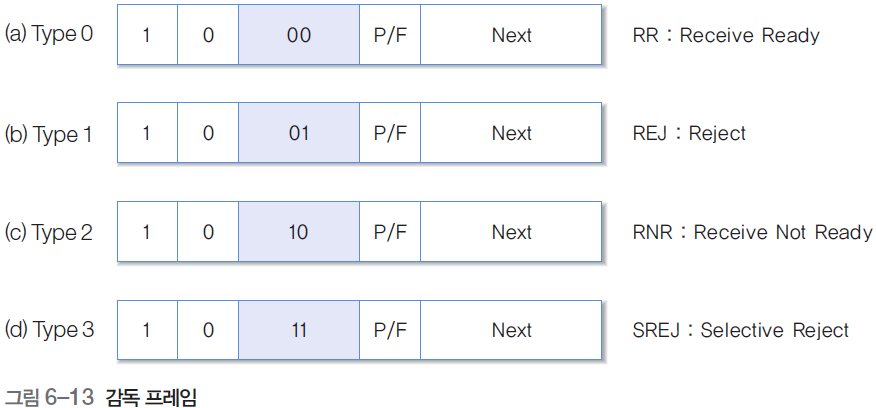 (a) Type 0 1 0 00 P/F Next RR : Receive Ready
(b) Type 1 1 0 01 P/F Next REJ : Reject
(c) Type 2 1 0 10 P/F Next RNR : Receive Not Ready
(d) Type 3 1 0 11 P/F Next SREJ : Selective Reject
그림 6-13 감독 프레임